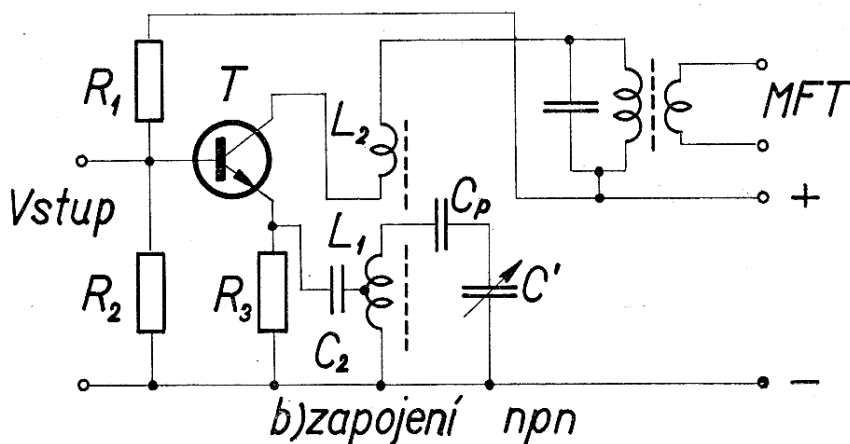 R1
T
L2
MFT
Vstup
Cp
+
L1
C'
R2
R3
C2
-
b)zapojení npn